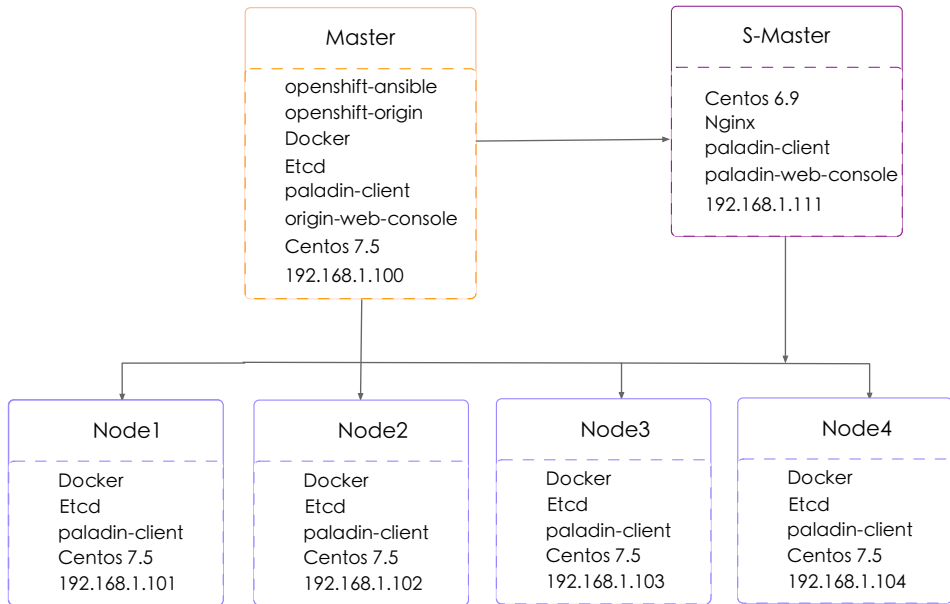 Master
openshift-ansible
openshift-origin
Docker
Etcd
paladin-client
origin-web-console
Centos 7.5
192.168.1.100
S-Master
Centos 6.9
Nginx
paladin-client
paladin-web-console
192.168.1.111
Node1
Docker
Etcd
paladin-client
Centos 7.5
192.168.1.101
Node2
Docker
Etcd
paladin-client
Centos 7.5
192.168.1.102
Node3
Docker
Etcd
paladin-client
Centos 7.5
192.168.1.103
Node4
Docker
Etcd
paladin-client
Centos 7.5
192.168.1.104